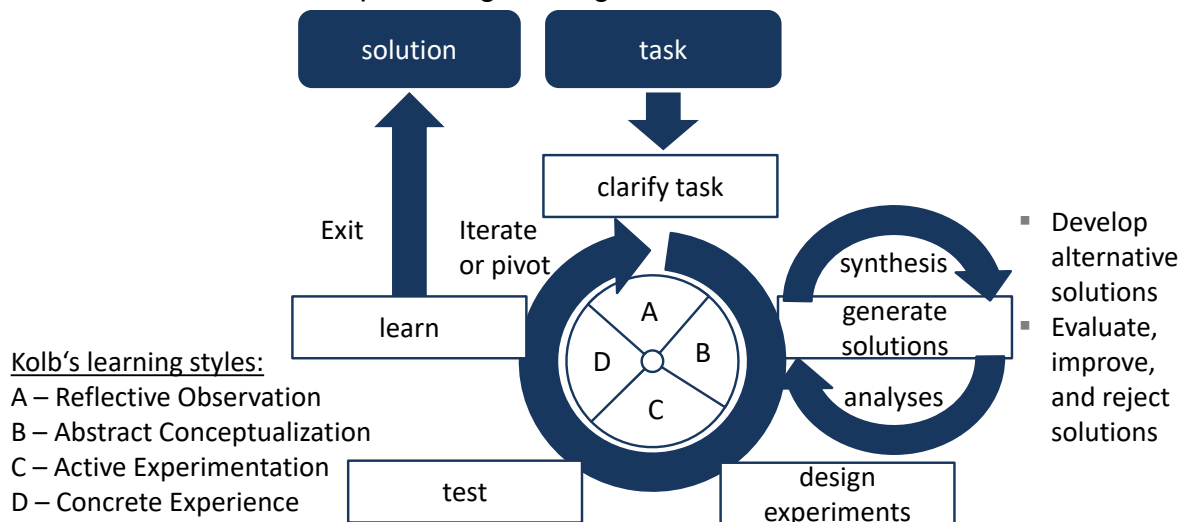 solution
task
clarify task
Exit
Iterate
or pivot
synthesis
generate
solutions
analyses
▪ Develop
alternative
solutions
▪ Evaluate,
improve,
and reject
solutions
learn
A
B
C
D
Kolb‘s learning styles:
A – Reflective Observation
B – Abstract Conceptualization
C – Active Experimentation
D – Concrete Experience
test
design
experiments